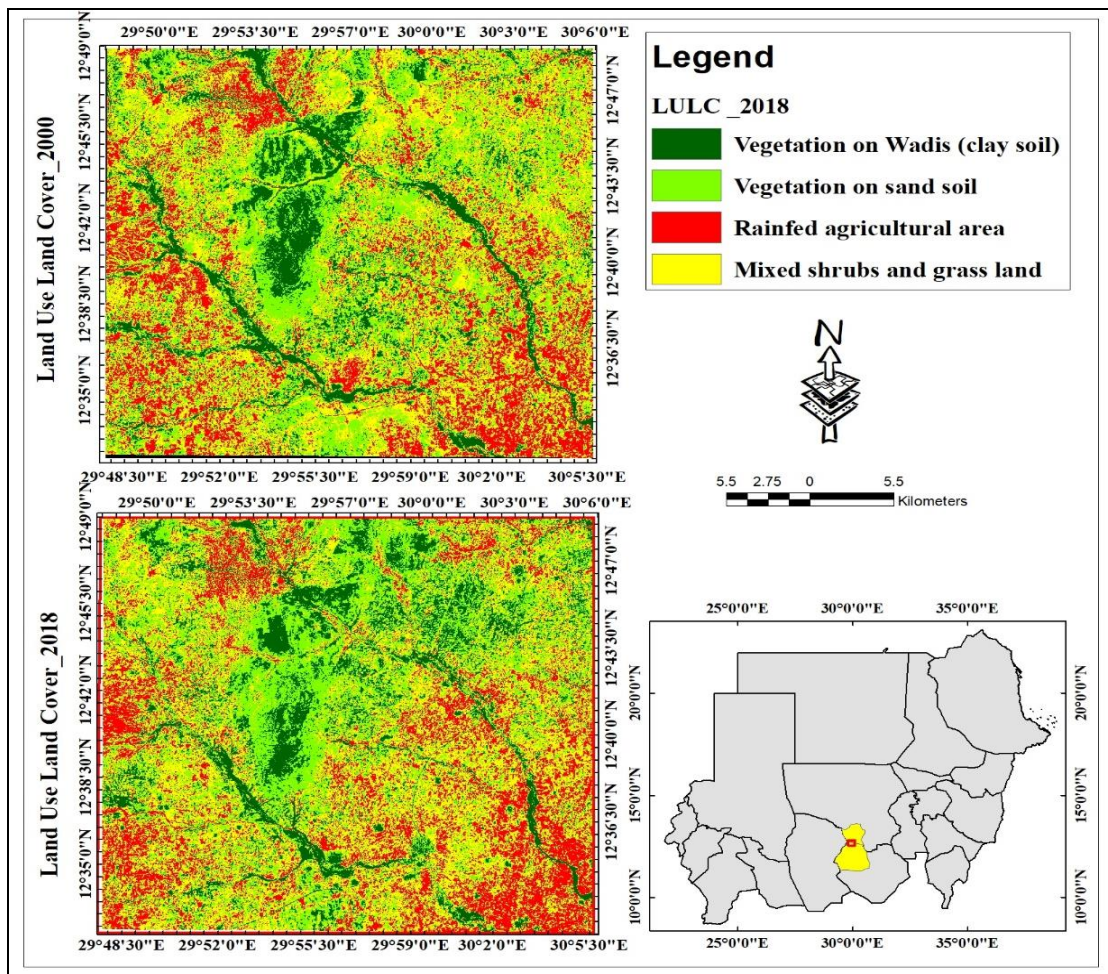 29°50'0"E 29°53'30"E 29°57'0"E 30°0'0"E 30°3'0"E 30°6'0"E
Land Use Land Cover_2000
12°49'0"N
12°45'30"N
12°42'0"N
12°38'30"N
12°35'0"N
12°47'0"N
12°43'30"N
12°40'0"N
12°36'30"N
29°48'30"E 29°52'0"E 29°55'30"E 29°59'0"E 30°2'0"E 30°5'30"E
29°50'0"E 29°53'30"E 29°57'0"E 30°0'0"E 30°3'0"E 30°6'0"E
Land Use Land Cover_2018
12°49'0"N
12°45'30"N
12°42'0"N
12°38'30"N
12°35'0"N
12°47'0"N
12°43'30"N
12°40'0"N
12°36'30"N
29°48'30"E 29°52'0"E 29°55'30"E 29°59'0"E 30°2'0"E 30°5'30"E
Legend
LULC _2018
Vegetation on Wadis (clay soil)
Vegetation on sand soil
Rainfed agricultural area
Mixed shrubs and grass land
N
5.5 2.75 0 5.5
Kilometers
25°0'0"E 30°0'0"E 35°0'0"E
20°0'0"N
15°0'0"N
10°0'0"N
20°0'0"N
15°0'0"N
10°0'0"N
25°0'0"E 30°0'0"E 35°0'0"E